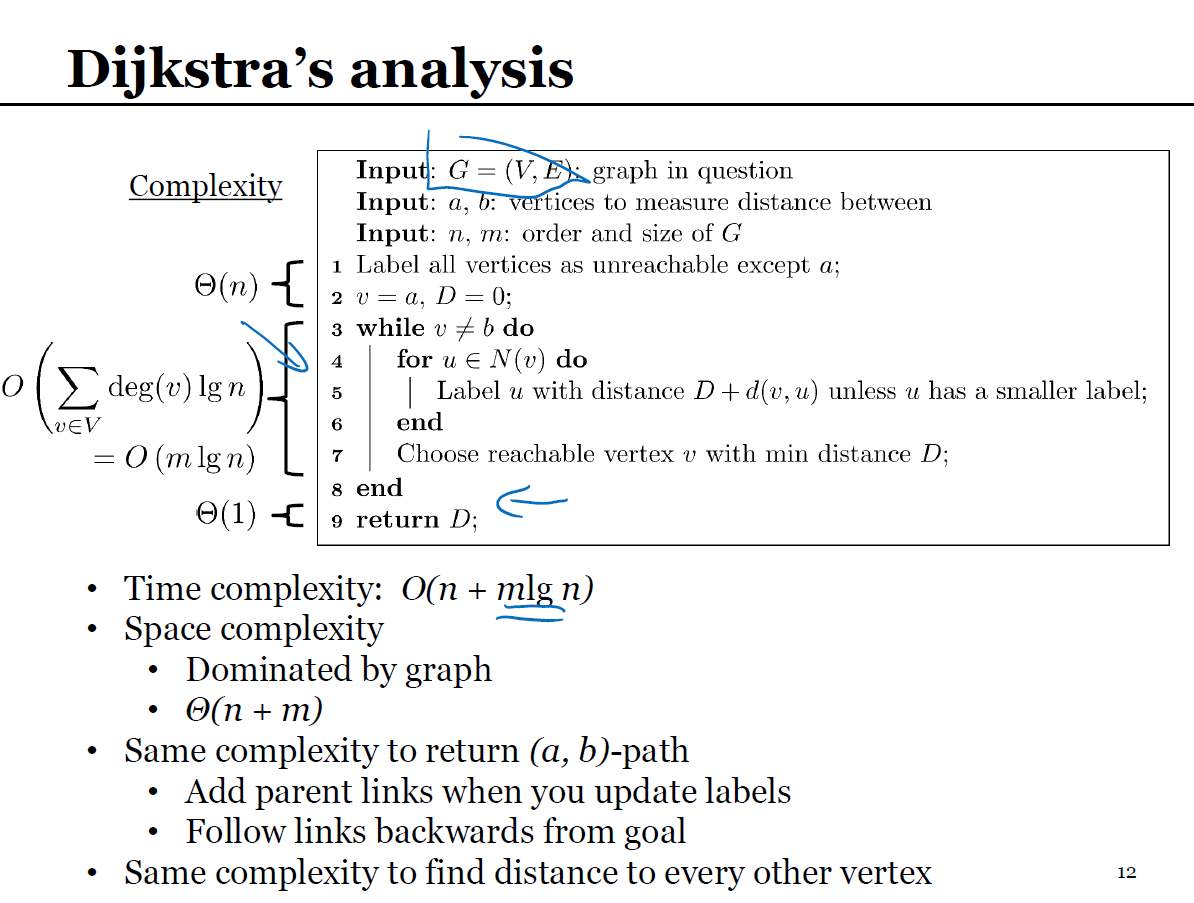 Dijkstra's analysis
Complexity
Input: G = (V, E): graph in question
Input: a, b: vertices to measure distance between
Input: n, m: order and size of G
1 Label all vertices as unreachable except a;
2 v = a, D = 0;
3 while v ≠ b do
4 for u ∈ N(v) do
5 Label u with distance D + d(v, u) unless u has a smaller label;
6 end
7 Choose reachable vertex v with min distance D;
8 end
9 return D;
Θ(n)
O(∑_{v∈V} deg(v) lg n)
= O (m lg n)
Θ(1)
• Time complexity: O(n + mlg n)
• Space complexity
• Dominated by graph
• Θ(n + m)
• Same complexity to return (a, b)-path
• Add parent links when you update labels
• Follow links backwards from goal
• Same complexity to find distance to every other vertex
12